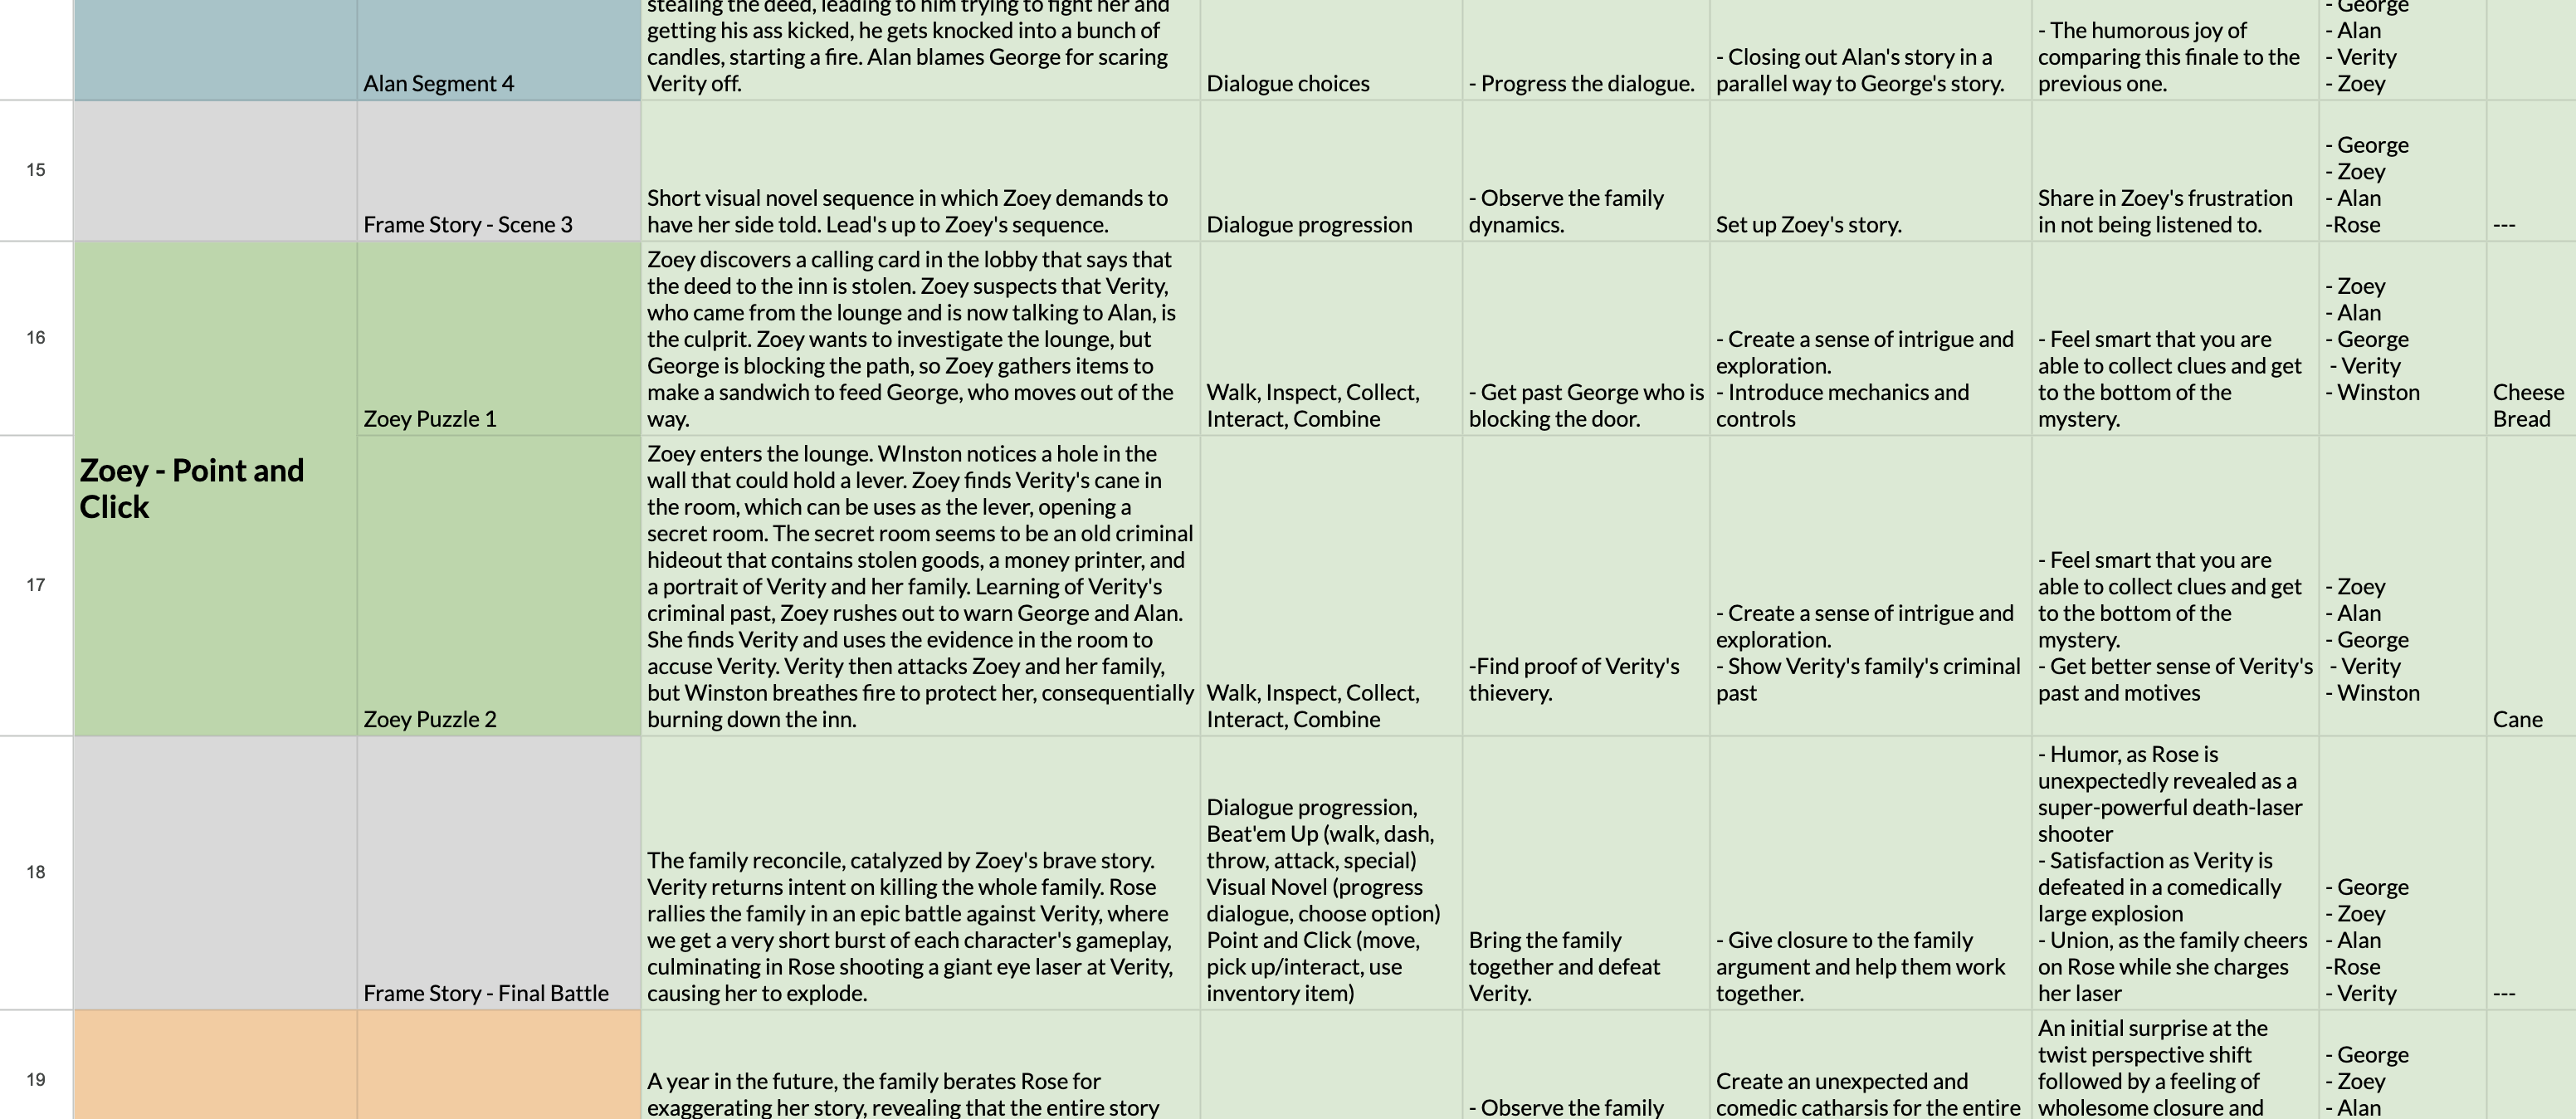 stealing the deed, leading to him trying to fight her and
getting his ass kicked, he gets knocked into a bunch of
candles, starting a fire. Alan blames George for scaring
Verity off.
Alan Segment 4
Dialogue choices
- Progress the dialogue.
- Closing out Alan's story in a
parallel way to George's story.
- The humorous joy of
comparing this finale to the
previous one.
- George
- Alan
- Verity
- Zoey
15
Frame Story - Scene 3
Short visual novel sequence in which Zoey demands to
have her side told. Lead's up to Zoey's sequence.
Dialogue progression
- Observe the family
dynamics.
Set up Zoey's story.
Share in Zoey's frustration
in not being listened to.
- George
- Zoey
- Alan
-Rose
---
Zoey - Point and
Click
16
Zoey Puzzle 1
Zoey discovers a calling card in the lobby that says that
the deed to the inn is stolen. Zoey suspects that Verity,
who came from the lounge and is now talking to Alan, is
the culprit. Zoey wants to investigate the lounge, but
George is blocking the path, so Zoey gathers items to
make a sandwich to feed George, who moves out of the
way.
Walk, Inspect, Collect,
Interact, Combine
- Get past George who is
blocking the door.
- Create a sense of intrigue and
exploration.
- Introduce mechanics and
controls
- Feel smart that you are
able to collect clues and get
to the bottom of the
mystery.
- Zoey
- Alan
- George
- Verity
- Winston
Cheese
Bread
17
Zoey Puzzle 2
Zoey enters the lounge. WInston notices a hole in the
wall that could hold a lever. Zoey finds Verity's cane in
the room, which can be uses as the lever, opening a
secret room. The secret room seems to be an old criminal
hideout that contains stolen goods, a money printer, and
a portrait of Verity and her family. Learning of Verity's
criminal past, Zoey rushes out to warn George and Alan.
She finds Verity and uses the evidence in the room to
accuse Verity. Verity then attacks Zoey and her family,
but Winston breathes fire to protect her, consequentially
burning down the inn.
Walk, Inspect, Collect,
Interact, Combine
-Find proof of Verity's
thievery.
- Create a sense of intrigue and
exploration.
- Show Verity's family's criminal
past
- Feel smart that you are
able to collect clues and get
to the bottom of the
mystery.
- Get better sense of Verity's
past and motives
- Zoey
- Alan
- George
- Verity
- Winston
Cane
18
Frame Story - Final Battle
The family reconcile, catalyzed by Zoey's brave story.
Verity returns intent on killing the whole family. Rose
rallies the family in an epic battle against Verity, where
we get a very short burst of each character's gameplay,
culminating in Rose shooting a giant eye laser at Verity,
causing her to explode.
Dialogue progression,
Beat'em Up (walk, dash,
throw, attack, special)
Visual Novel (progress
dialogue, choose option)
Point and Click (move,
pick up/interact, use
inventory item)
Bring the family
together and defeat
Verity.
- Give closure to the family
argument and help them work
together.
- Humor, as Rose is
unexpectedly revealed as a
super-powerful death-laser
shooter
- Satisfaction as Verity is
defeated in a comedically
large explosion
- Union, as the family cheers
on Rose while she charges
her laser
- George
- Zoey
- Alan
-Rose
- Verity
---
19
A year in the future, the family berates Rose for
exaggerating her story, revealing that the entire story
- Observe the family
Create an unexpected and
comedic catharsis for the entire
An initial surprise at the
twist perspective shift
followed by a feeling of
wholesome closure and
- George
- Zoey
- Alan